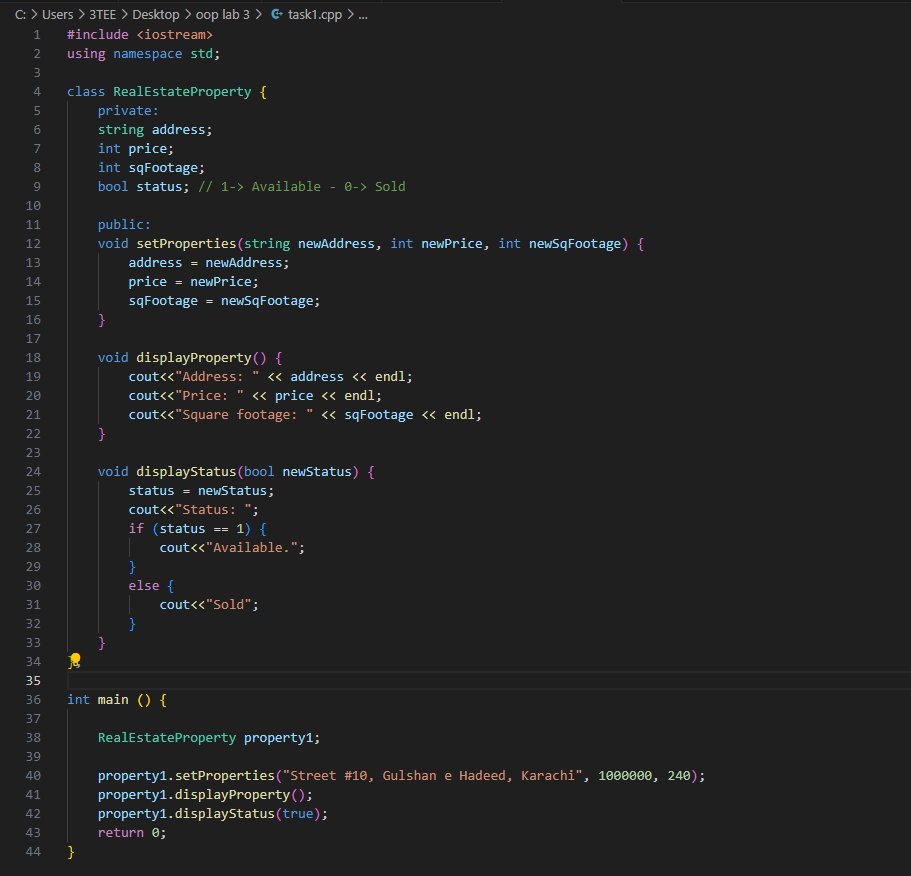 C: > Users > 3TEE > Desktop > oop lab 3 > task1.cpp > ...
1 #include <iostream>
2 using namespace std;
3
4 class RealEstateProperty {
5     private:
6     string address;
7     int price;
8     int sqFootage;
9     bool status; // 1-> Available - 0-> Sold
10
11     public:
12     void setProperties(string newAddress, int newPrice, int newSqFootage) {
13         address = newAddress;
14         price = newPrice;
15         sqFootage = newSqFootage;
16     }
17
18     void displayProperty() {
19         cout<<"Address: " << address << endl;
20         cout<<"Price: " << price << endl;
21         cout<<"Square footage: " << sqFootage << endl;
22     }
23
24     void displayStatus(bool newStatus) {
25         status = newStatus;
26         cout<<"Status: ";
27         if (status == 1) {
28             cout<<"Available.";
29         }
30         else {
31             cout<<"Sold";
32         }
33     }
34 };
35
36 int main () {
37
38     RealEstateProperty property1;
39
40     property1.setProperties("Street #10, Gulshan e Hadeed, Karachi", 1000000, 240);
41     property1.displayProperty();
42     property1.displayStatus(true);
43     return 0;
44 }